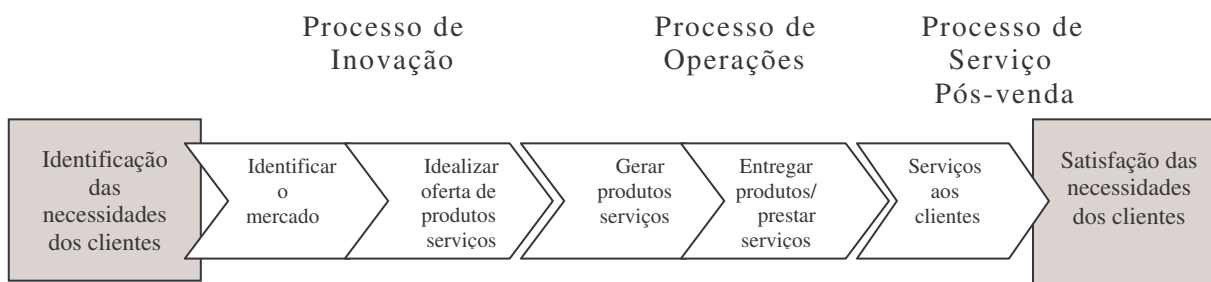 Processo de
Inovação
Processo de
Operações
Processo de
Serviço
Pós-venda
Identificação
das
necessidades
dos clientes
Identificar
o
mercado
Idealizar
oferta de
produtos
serviços
Gerar
produtos
serviços
Entregar
produtos/
prestar
serviços
Serviços
aos
clientes
Satisfação das
necessidades
dos clientes